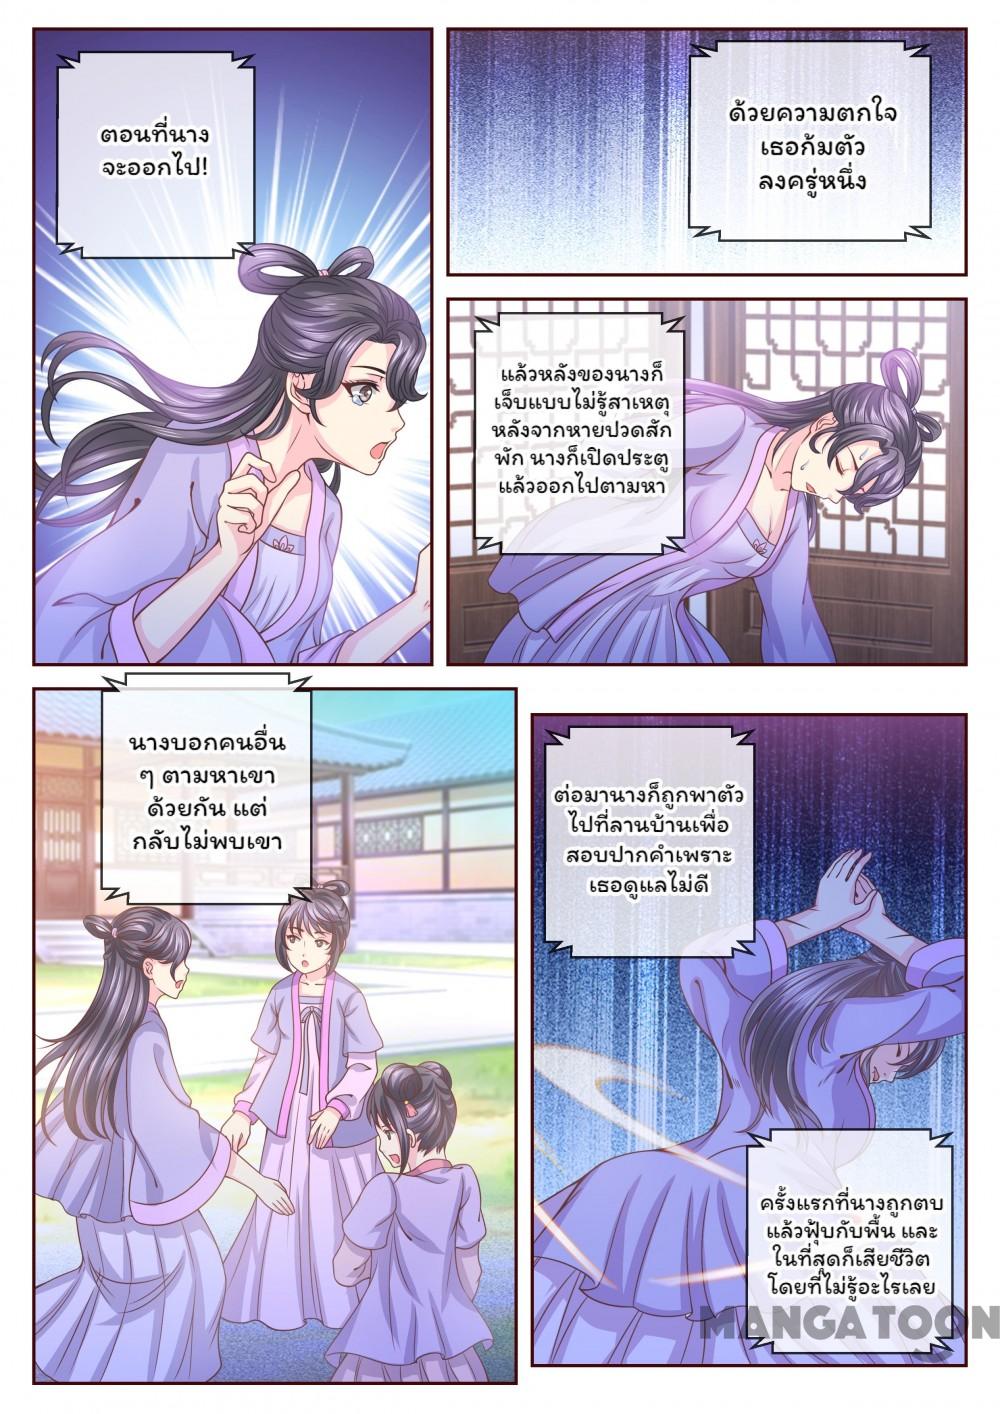 ตอนที่นาง
จะออกไป!
ด้วยความตกใจ
เธอก้มตัว
ลงครู่หนึ่ง
แล้วหลังของนางก็
เจ็บแบบไม่รู้สาเหตุ
หลังจากหายปวดสัก
พัก นางก็เปิดประตู
แล้วออกไปตามหา
นางบอกคนอื่น
ๆ ตามหาเขา
ด้วยกัน แต่
กลับไม่พบเขา
ต่อมานางก็ถูกพาตัว
ไปที่ลานบ้านเพื่อ
สอบปากคำเพราะ
เธอดูแลไม่ดี
ครั้งแรกที่นางถูกตบ
แล้วฟุ้บกับพื้น และ
ในที่สุดก็เสียชีวิต
โดยที่ไม่รู้อะไรเลย
MANGATOON